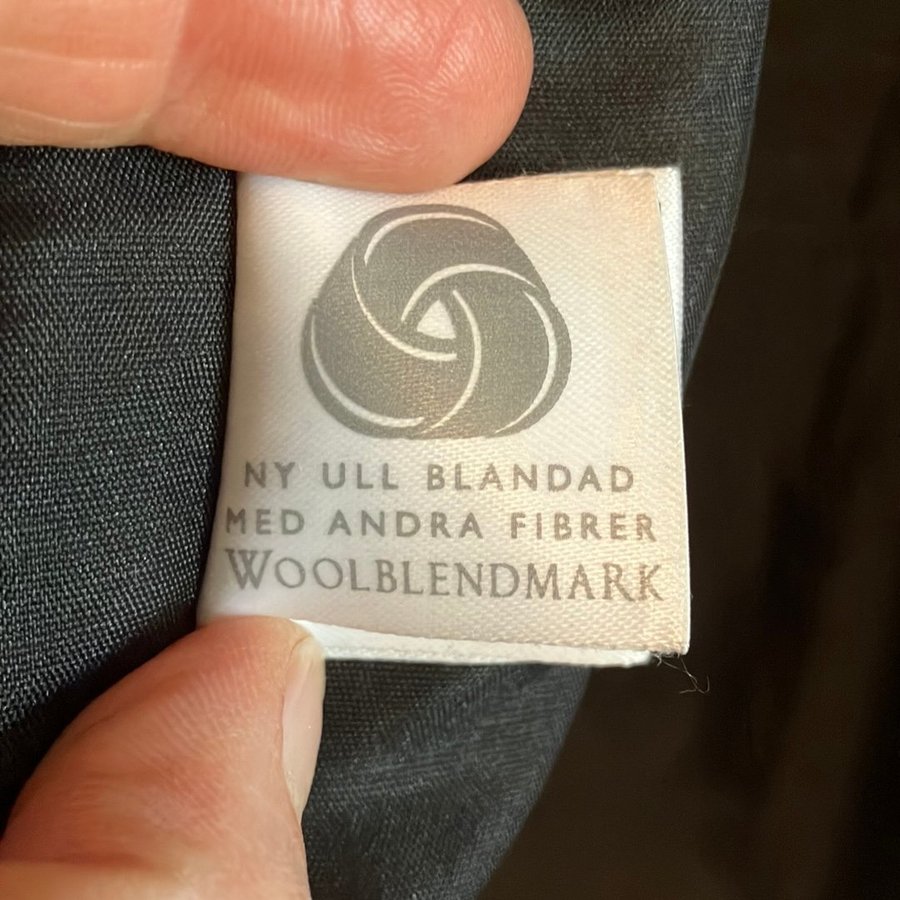 NY ULL BLANDAD
MED ANDRA FIBRER
WOOLBLENDMARK